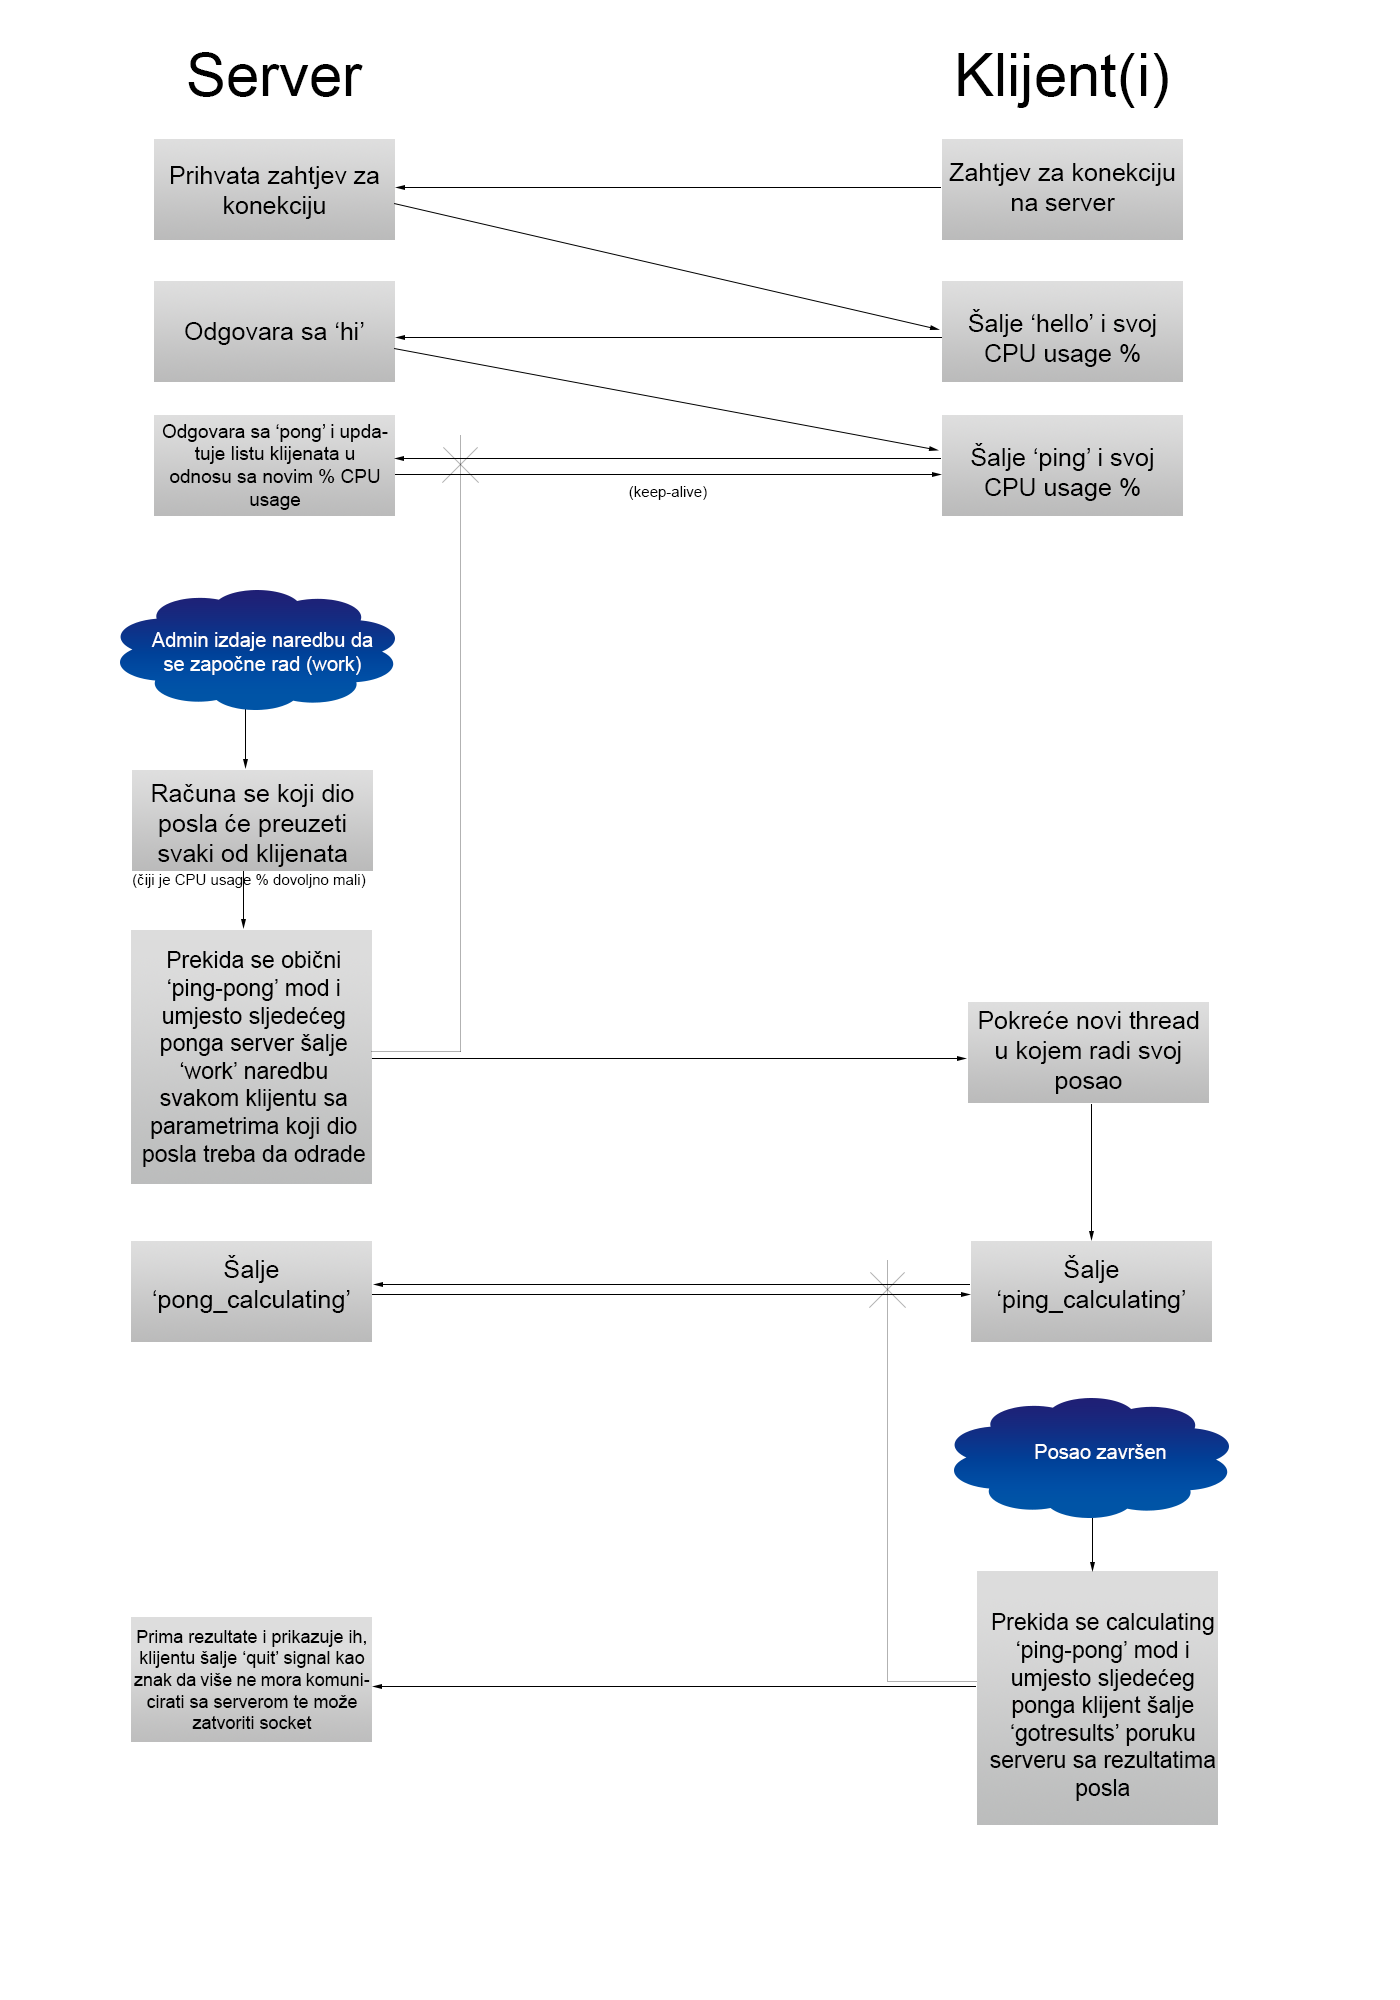 Server
Klijent(i)
Prihvata zahtjev za
konekciju
Zahtjev za konekciju
na server
Odgovara sa ‘hi’
Šalje ‘hello’ i svoj
CPU usage %
Odgovara sa ‘pong’ i upda-
tuje listu klijenata u
odnosu sa novim % CPU
usage
(keep-alive)
Šalje ‘ping’ i svoj
CPU usage %
Admin izdaje naredbu da
se započne rad (work)
Računa se koji dio
posla će preuzeti
svaki od klijenata
(čiji je CPU usage % dovoljno mali)
Prekida se obični
‘ping-pong’ mod i
umjesto sljedećeg
ponga server šalje
‘work’ naredbu
svakom klijentu sa
parametrima koji dio
posla treba da odrade
Pokreće novi thread
u kojem radi svoj
posao
Šalje
‘pong_calculating’
Šalje
‘ping_calculating’
Posao završen
Prima rezultate i prikazuje ih,
klijentu šalje ‘quit’ signal kao
znak da više ne mora komuni-
cirati sa serverom te može
zatvoriti socket
Prekida se calculating
‘ping-pong’ mod i
umjesto sljedećeg
ponga klijent šalje
‘gotresults’ poruku
serveru sa rezultatima
posla